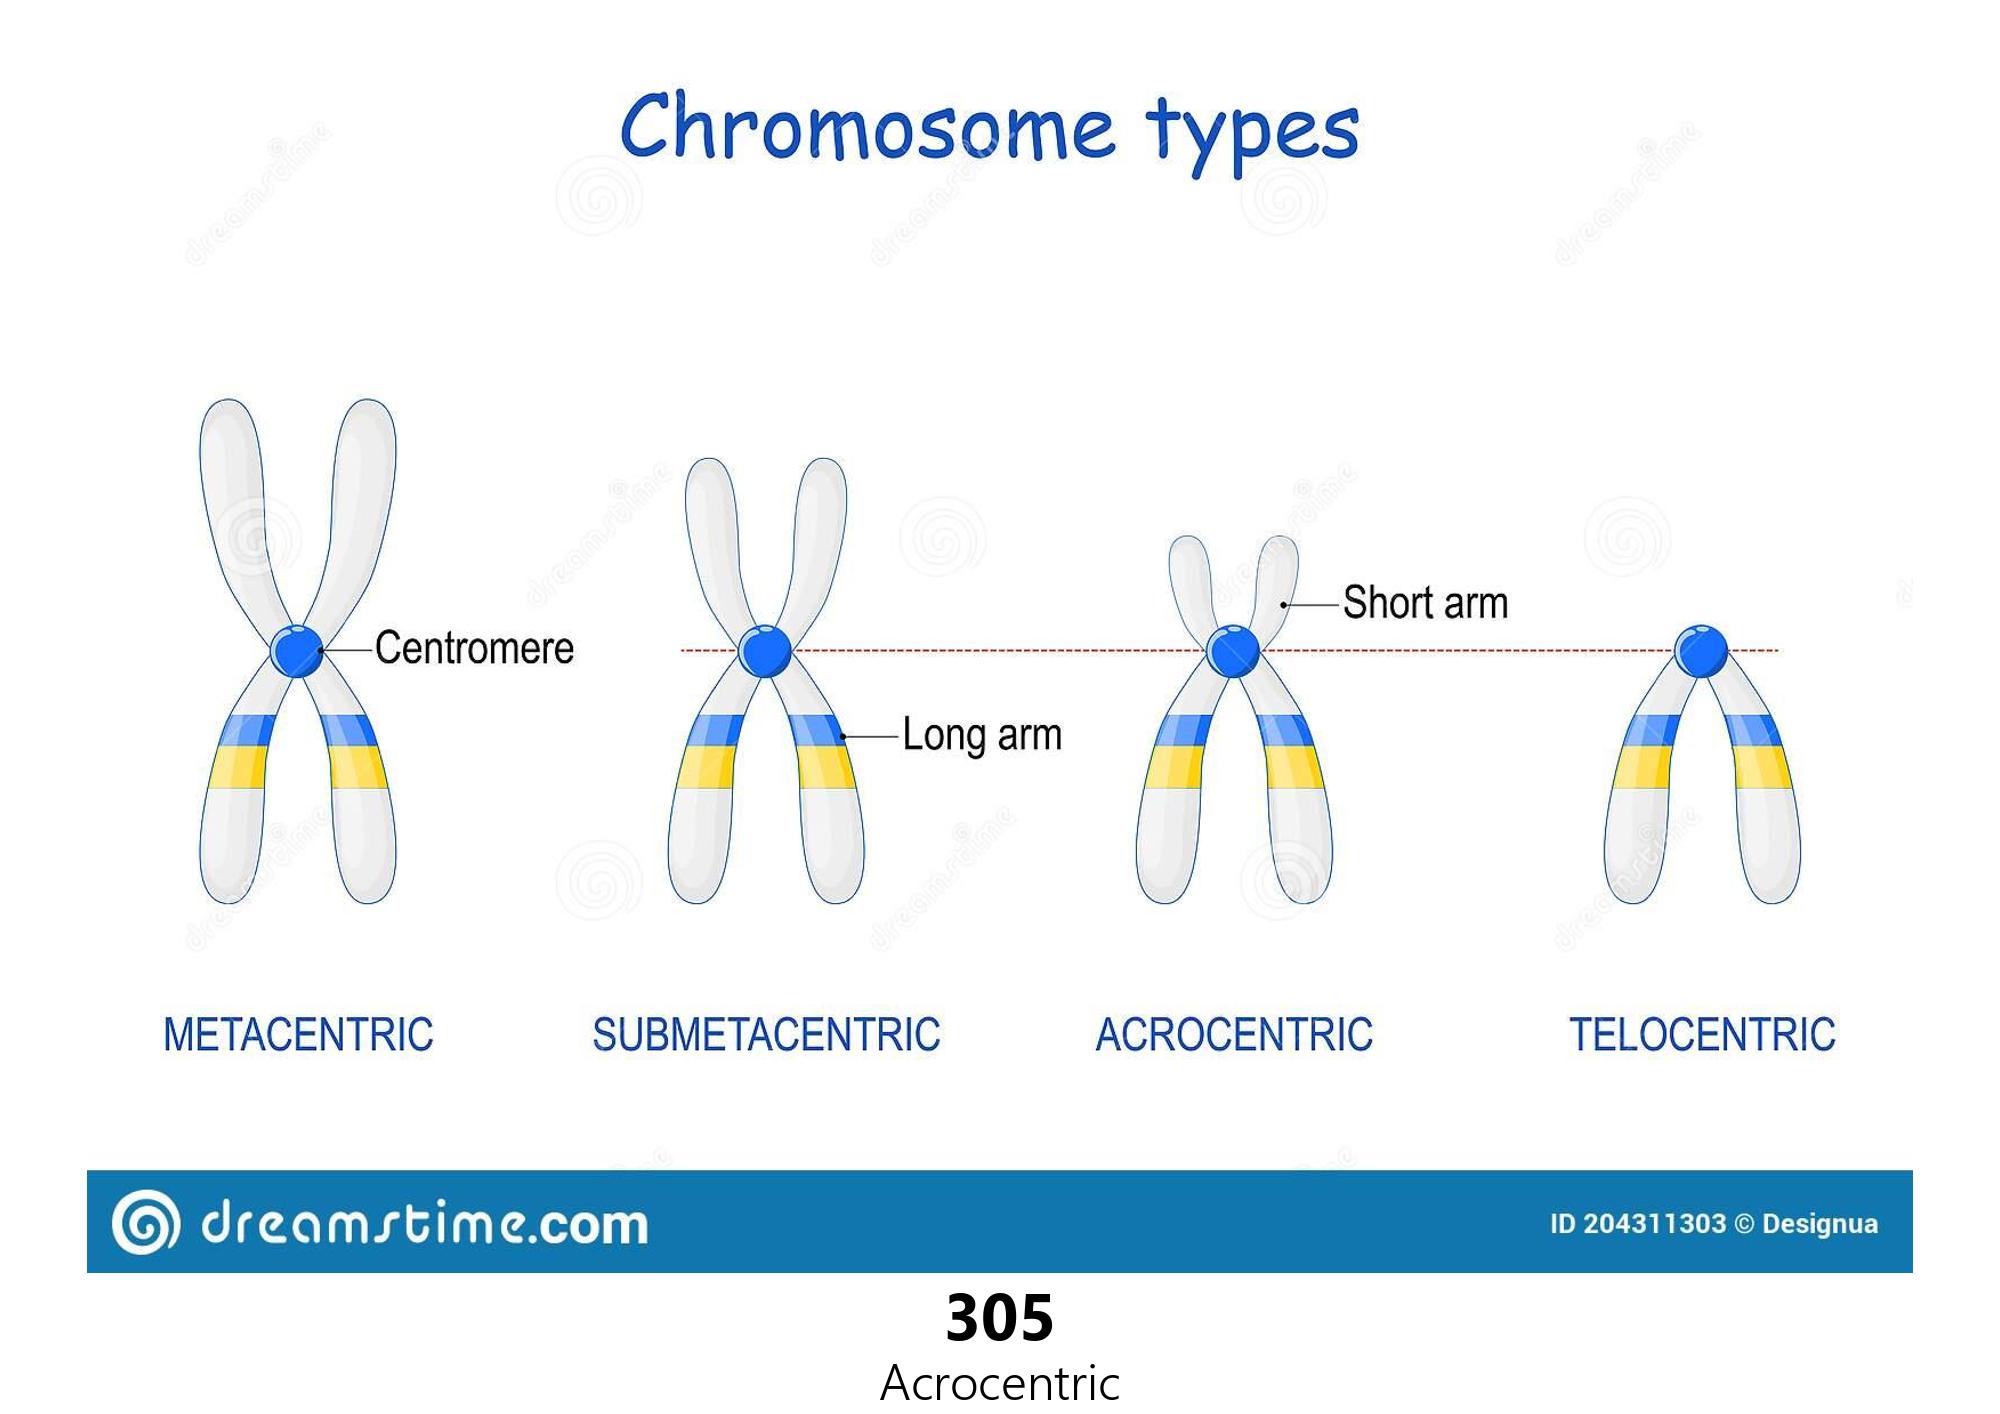 Chromosome types
Centromere
Short arm
Long arm
METACENTRIC SUBMETACENTRIC ACROCENTRIC TELOCENTRIC
dreamstime.com ID 204311303 © Designua
305
Acrocentric